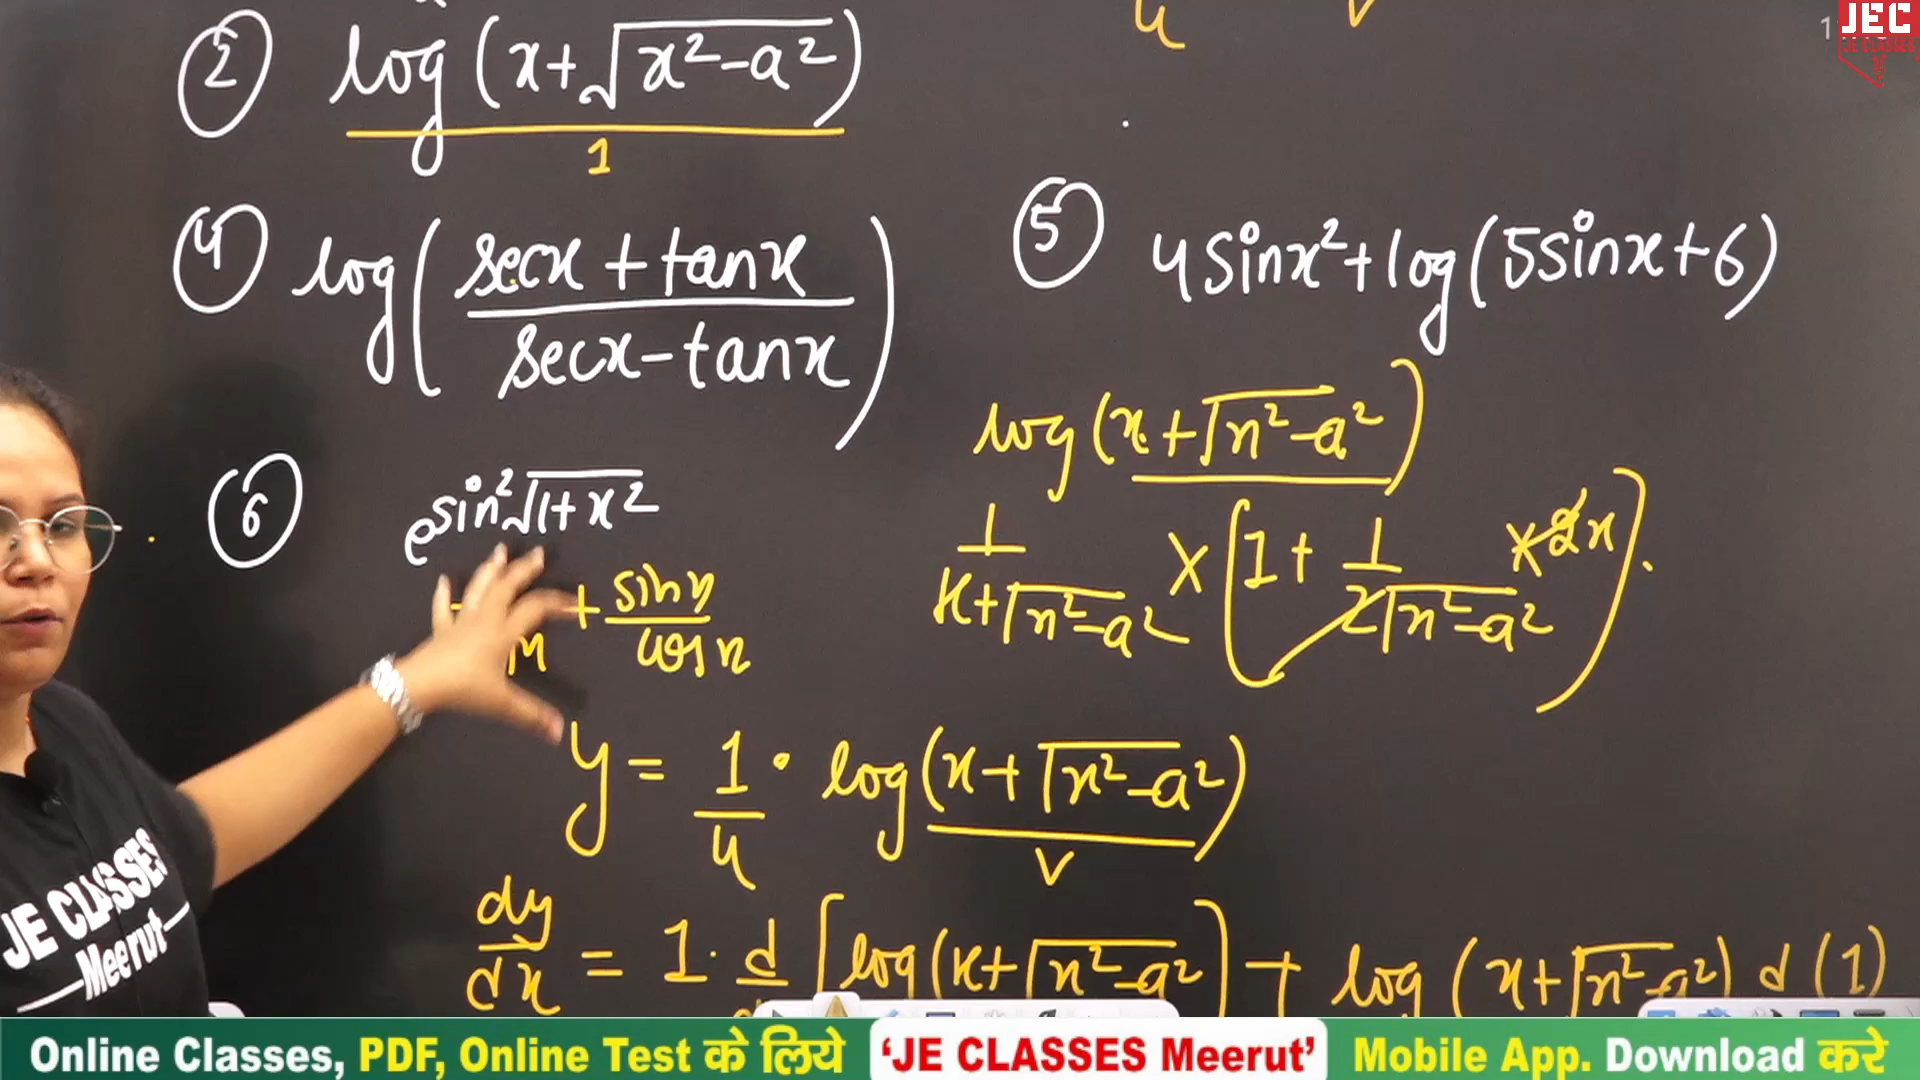 ② log (x+√x²-a²)
1
④ log (secx + tanx / secx - tanx)
⑤ 4sinx² + log (5sinx + 6)
log (x + √x²-a²)
⑥ e^sin²√1+x²
1 / x+√x²-a² × [1 + 1 / 2√x²-a² × 2x]
+ sinx / cosx
y = 1 · log (x + √x²-a²)
u v
dy/dx = 1 · d [log (x+√x²-a²)] + log (x+√x²-a²) d (1)
JEC
JE CLASSES
JE CLASSES
Meerut
Online Classes, PDF, Online Test के लिये 'JE CLASSES Meerut' Mobile App. Download करे